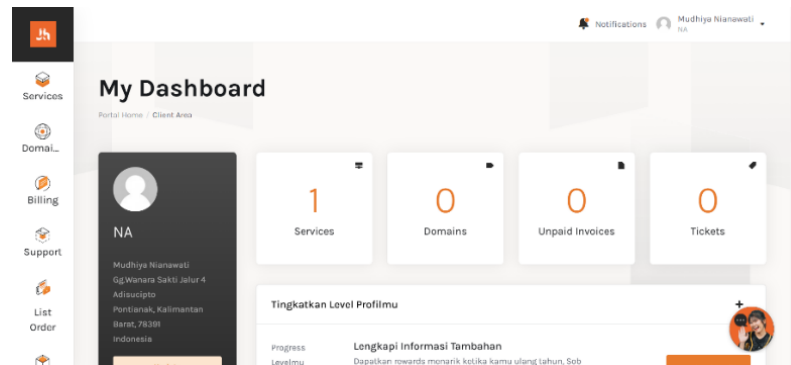 Jh
Notifications
Mudhiya Nianawati
NA
Services
My Dashboard
Portal Home / Client Area
Domai...
Billing
Support
List
Order
NA
Mudhiya Nianawati
Gg.Wanara Sakti Jalur 4
Adisucipto
Pontianak, Kalimantan
Barat, 78391
Indonesia
1
Services
0
Domains
0
Unpaid Invoices
0
Tickets
Tingkatkan Level Profilmu
+
Progress
Levelmu
Lengkapi Informasi Tambahan
Dapatkan rewards menarik ketika kamu ulang tahun, Sob